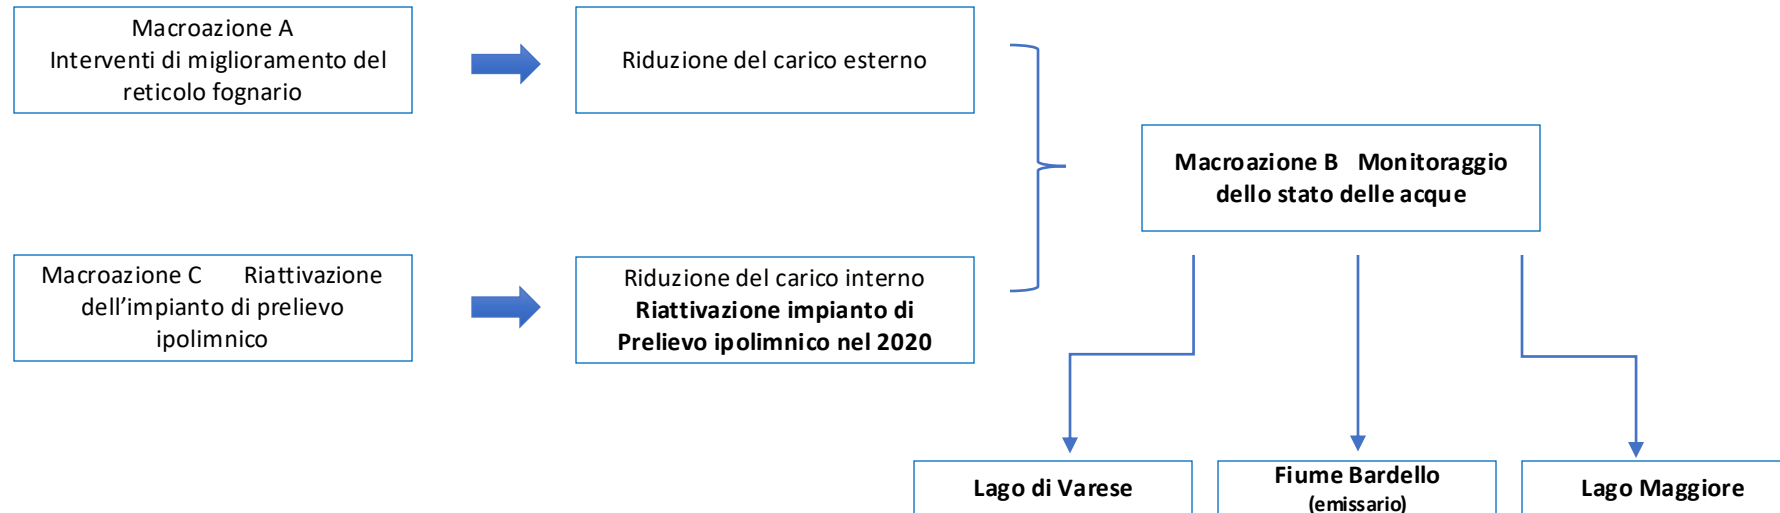 Macroazione A
Interventi di miglioramento del
reticolo fognario
Riduzione del carico esterno
Macroazione B Monitoraggio
dello stato delle acque
Macroazione C Riattivazione
dell’impianto di prelievo
ipolimnico
Riduzione del carico interno
Riattivazione impianto di
Prelievo ipolimnico nel 2020
Lago di Varese
Fiume Bardello
(emissario)
Lago Maggiore